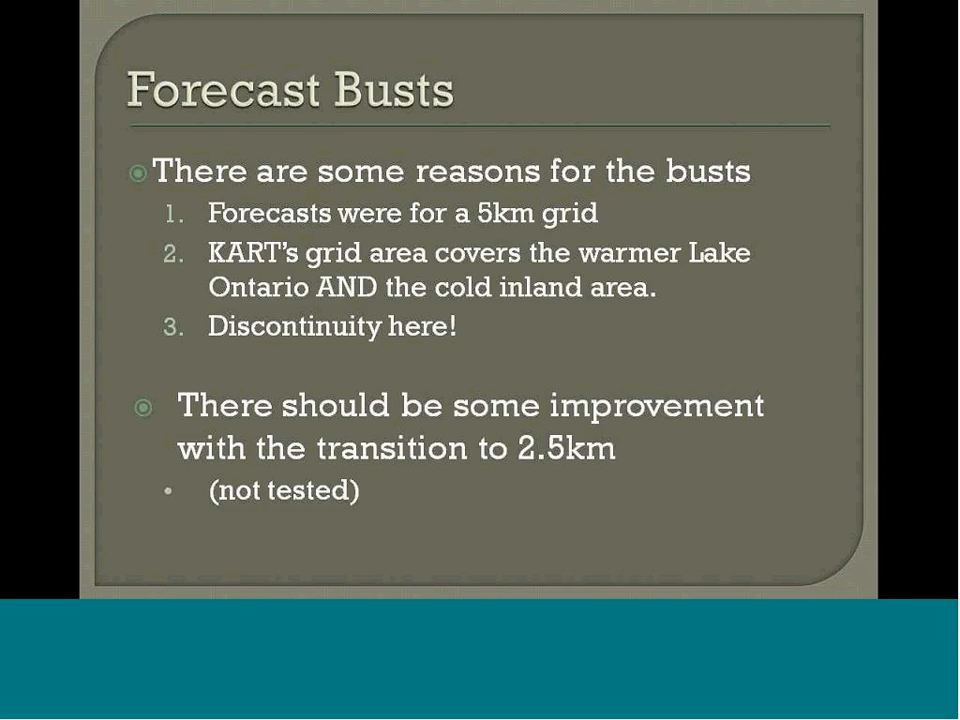 Forecast Busts
There are some reasons for the busts
1. Forecasts were for a 5km grid
2. KART's grid area covers the warmer Lake
Ontario AND the cold inland area.
3. Discontinuity here!
There should be some improvement
with the transition to 2.5km
• (not tested)